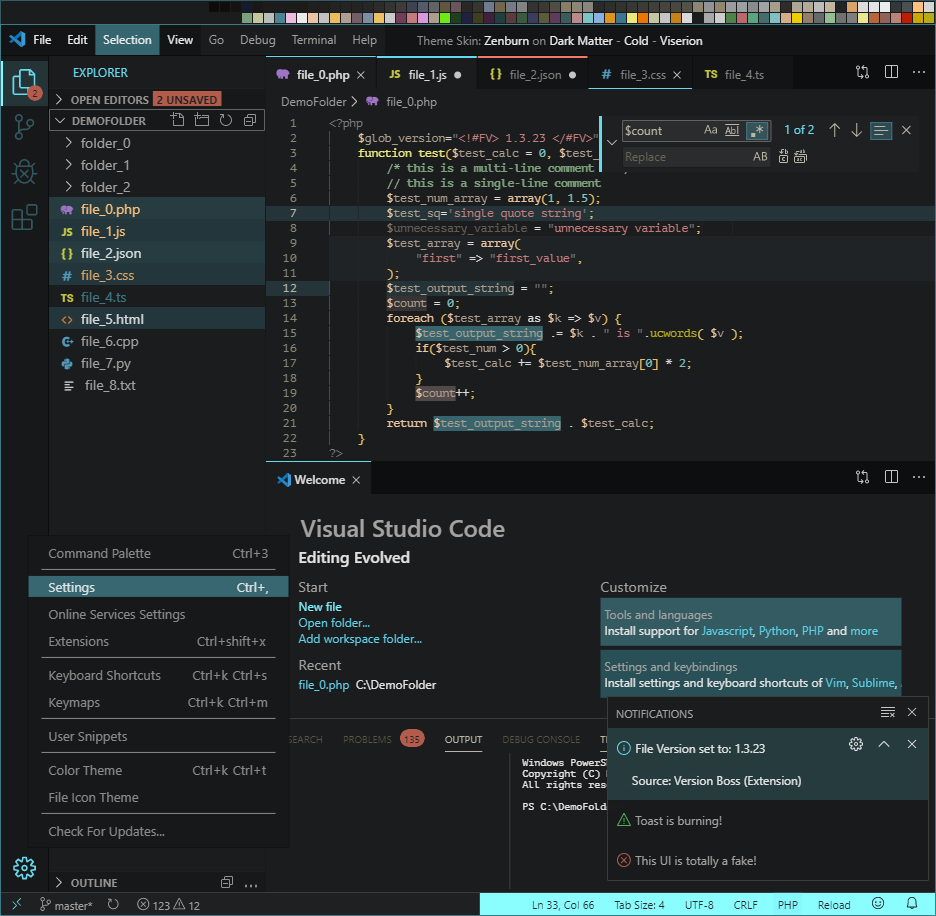 File Edit Selection View Go Debug Terminal Help Theme Skin: Zenburn on Dark Matter - Cold - Viserion
2
EXPLORER
OPEN EDITORS 2 UNSAVED
DEMOFOLDER
folder_0
folder_1
folder_2
file_0.php
JS file_1.js
{} file_2.json
# file_3.css
TS file_4.ts
<> file_5.html
file_6.cpp
file_7.py
file_8.txt
file_0.php × JS file_1.js ● {} file_2.json ● # file_3.css × TS file_4.ts
DemoFolder > file_0.php
$count Aa Abl .* 1 of 2
Replace AB
1 <?php
2 $glob_version="<!#FV> 1.3.23 </#FV>"
3 function test($test_calc = 0, $test_
4 /* this is a multi-line comment
5 // this is a single-line comment
6 $test_num_array = array(1, 1.5);
7 $test_sq='single quote string';
8 $unnecessary_variable = "unnecessary variable";
9 $test_array = array(
10 "first" => "first_value",
11 );
12 $test_output_string = "";
13 $count = 0;
14 foreach ($test_array as $k => $v) {
15 $test_output_string .= $k . " is ".ucwords( $v );
16 if($test_num > 0){
17 $test_calc += $test_num_array[0] * 2;
18 }
19 $count++;
20 }
21 return $test_output_string . $test_calc;
22 }
23 ?>
Welcome ×
Visual Studio Code
Editing Evolved
Start
New file
Open folder...
Add workspace folder...
Recent
file_0.php C:\DemoFolder
Customize
Tools and languages
Install support for Javascript, Python, PHP and more
Settings and keybindings
Install settings and keyboard shortcuts of Vim, Sublime,
Command Palette Ctrl+3
Settings Ctrl+,
Online Services Settings
Extensions Ctrl+shift+x
Keyboard Shortcuts Ctrl+k Ctrl+s
Keymaps Ctrl+k Ctrl+m
User Snippets
Color Theme Ctrl+k Ctrl+t
File Icon Theme
Check For Updates...
EARCH PROBLEMS 135 OUTPUT DEBUG CONSOLE
Windows PowerS
Copyright (C)
All rights res
PS C:\DemoFold
NOTIFICATIONS
File Version set to: 1.3.23
Source: Version Boss (Extension)
Toast is burning!
This UI is totally a fake!
OUTLINE
master* 123 12 Ln 33, Col 66 Tab Size: 4 UTF-8 CRLF PHP Reload